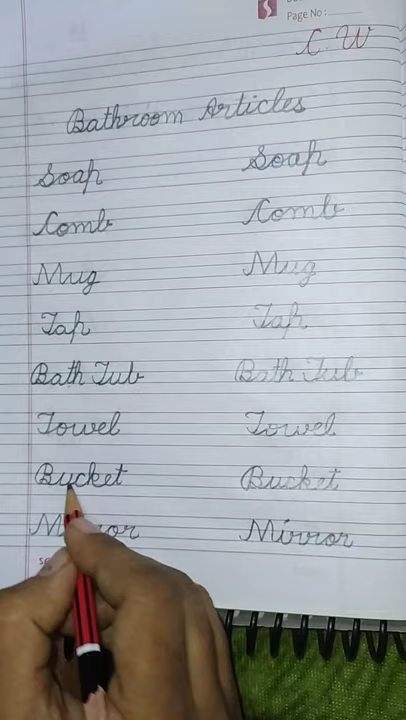 Page No :
C.W
Bathroom Articles
Soap Soap
Comb Comb
Mug Mug
Tap Tap
Bath Tub Bath Tub
Towel Towel
Bucket Bucket
Mirror